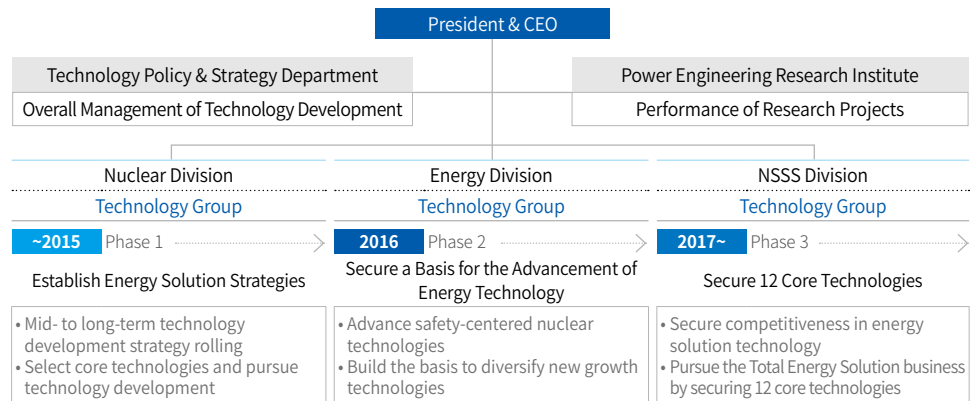 President & CEO
Technology Policy & Strategy Department
Overall Management of Technology Development
Power Engineering Research Institute
Performance of Research Projects
Nuclear Division
Technology Group
Energy Division
Technology Group
NSSS Division
Technology Group
~2015 Phase 1
Establish Energy Solution Strategies
• Mid- to long-term technology
development strategy rolling
• Select core technologies and pursue
technology development
2016 Phase 2
Secure a Basis for the Advancement of
Energy Technology
• Advance safety-centered nuclear
technologies
• Build the basis to diversify new growth
technologies
2017~ Phase 3
Secure 12 Core Technologies
• Secure competitiveness in energy
solution technology
• Pursue the Total Energy Solution business
by securing 12 core technologies